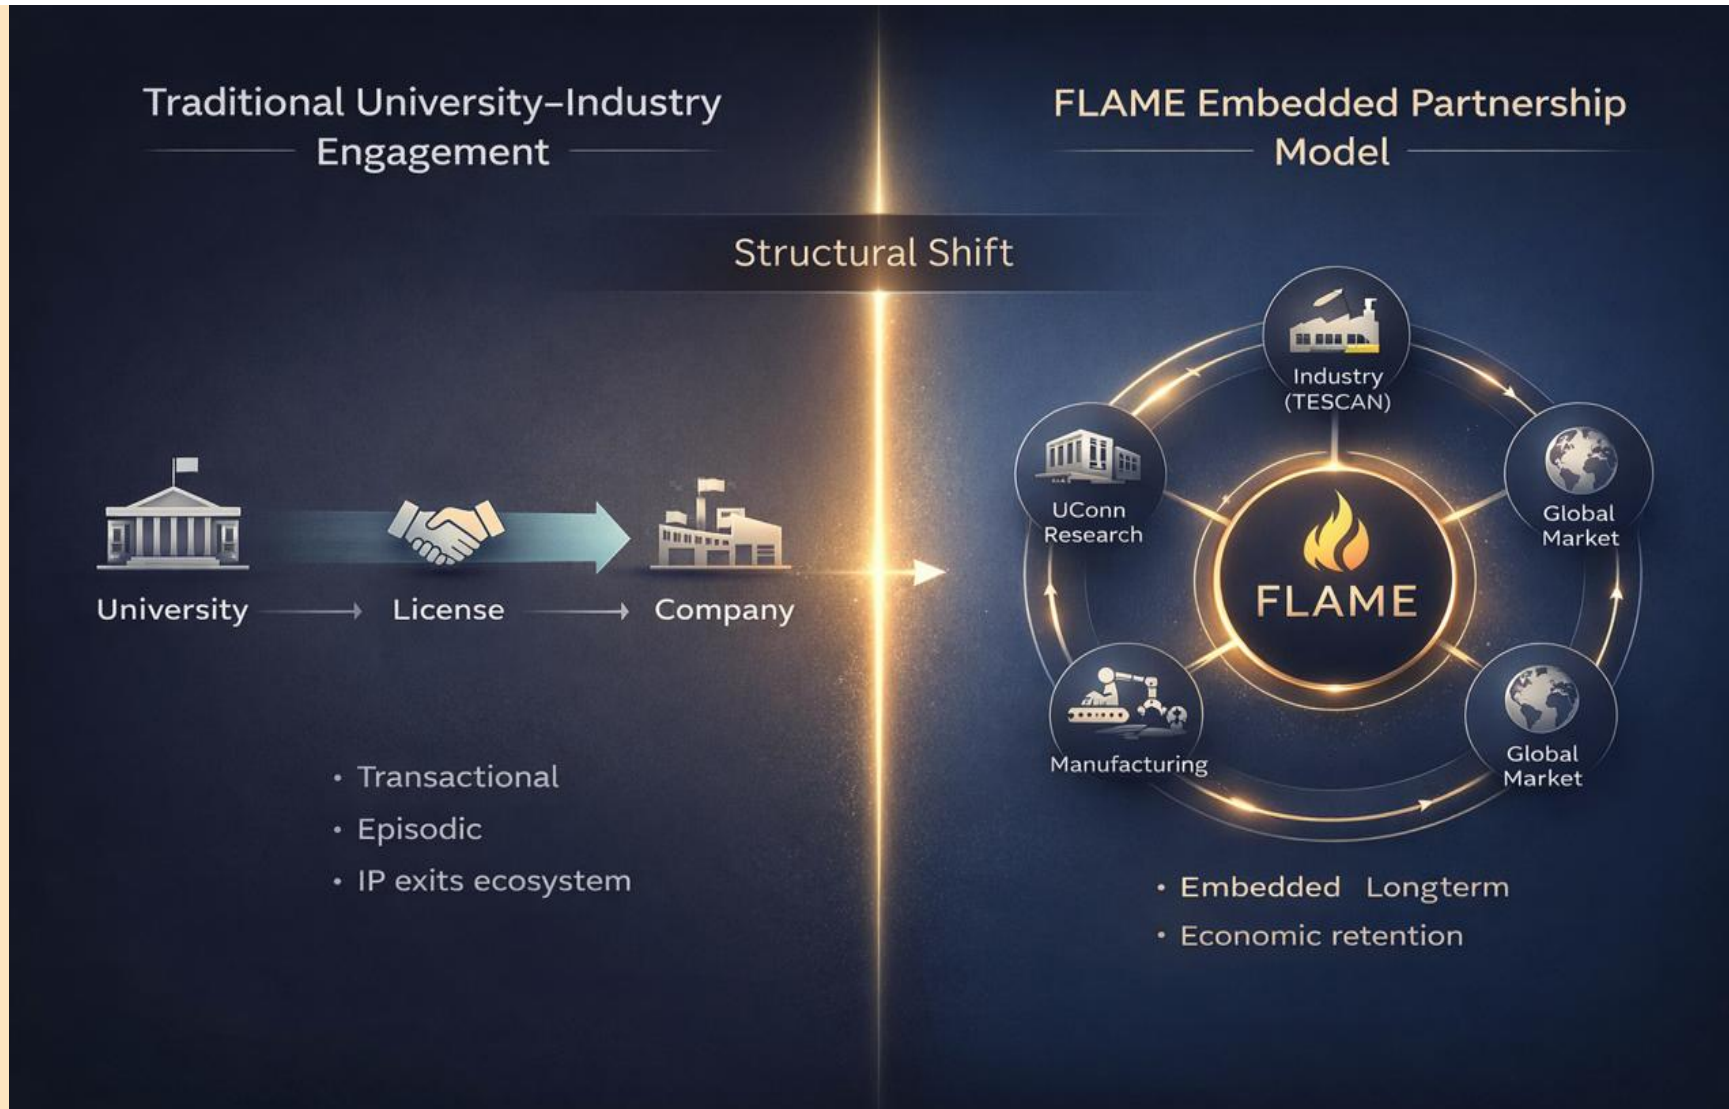 Traditional University–Industry
Engagement
FLAME Embedded Partnership
Model
Structural Shift
University
License
Company
• Transactional
• Episodic
• IP exits ecosystem
Industry
(TESCAN)
UConn
Research
Global
Market
FLAME
Manufacturing
Global
Market
• Embedded Longterm
• Economic retention